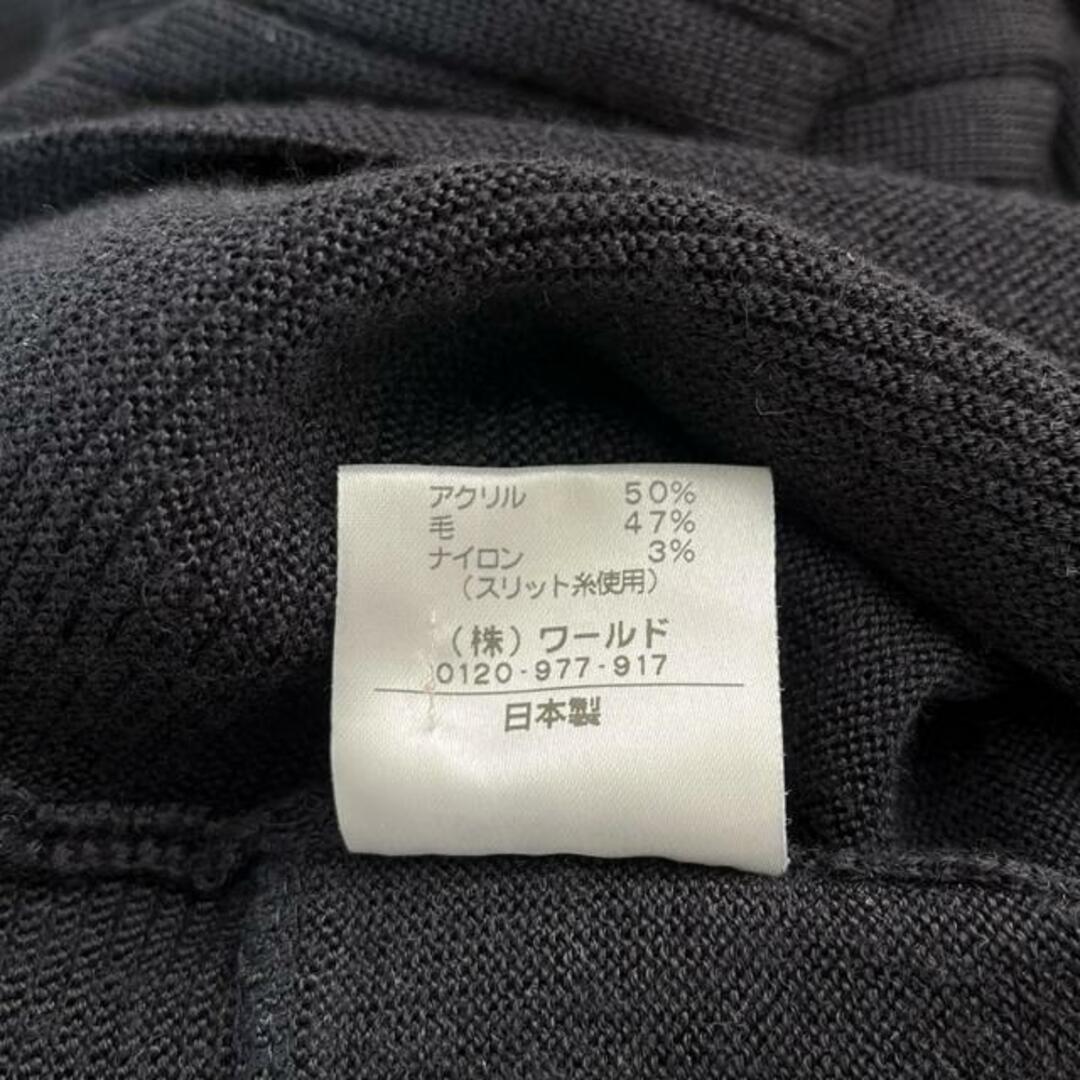 アクリル 50%
毛 47%
ナイロン 3%
（スリット糸使用）
（株）ワールド
0120-977-917
日本製